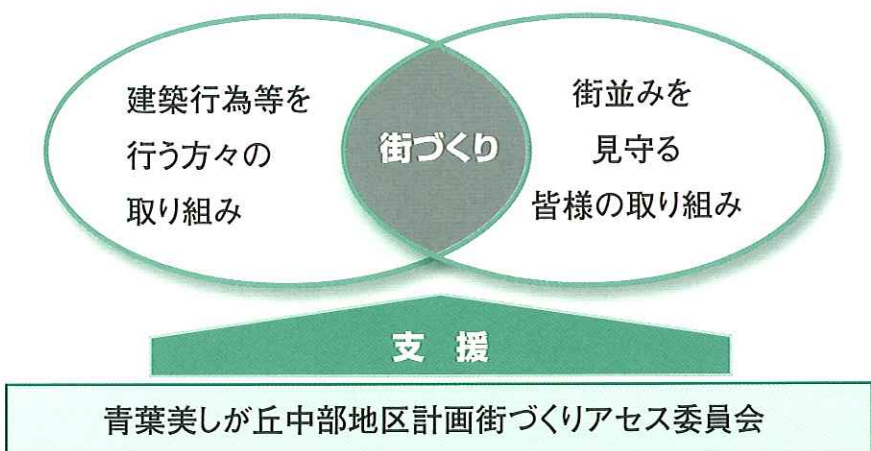 建築行為等を
行う方々の
取り組み
街づくり
街並みを
見守る
皆様の取り組み
支援
青葉美しが丘中部地区計画街づくりアセス委員会